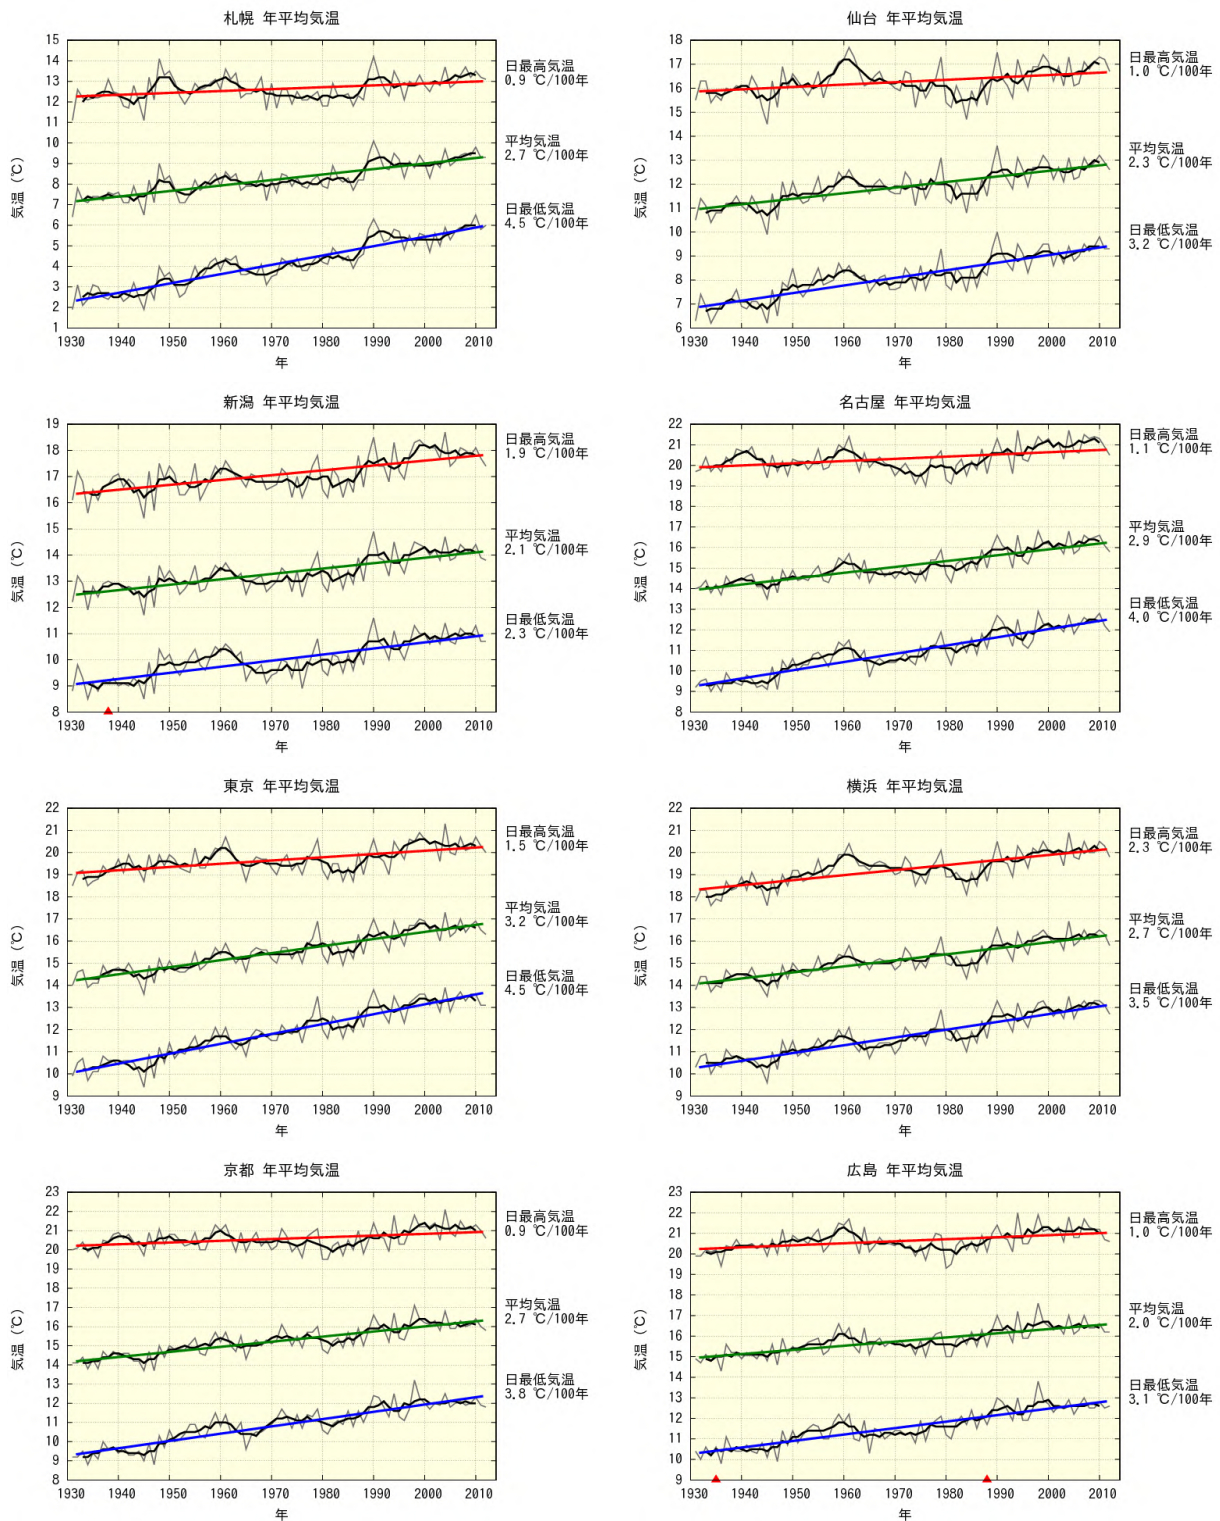 札幌 年平均気温
15
14
13
12
11
10
9
8
7
6
5
4
3
2
1
気温 (℃)
1930 1940 1950 1960 1970 1980 1990 2000 2010
年
日最高気温
0.9 ℃/100年
平均気温
2.7 ℃/100年
日最低気温
4.5 ℃/100年
仙台 年平均気温
18
17
16
15
14
13
12
11
10
9
8
7
6
気温 (℃)
1930 1940 1950 1960 1970 1980 1990 2000 2010
年
日最高気温
1.0 ℃/100年
平均気温
2.3 ℃/100年
日最低気温
3.2 ℃/100年
新潟 年平均気温
19
18
17
16
15
14
13
12
11
10
9
8
気温 (℃)
1930 1940 1950 1960 1970 1980 1990 2000 2010
年
日最高気温
1.9 ℃/100年
平均気温
2.1 ℃/100年
日最低気温
2.3 ℃/100年
名古屋 年平均気温
22
21
20
19
18
17
16
15
14
13
12
11
10
9
8
気温 (℃)
1930 1940 1950 1960 1970 1980 1990 2000 2010
年
日最高気温
1.1 ℃/100年
平均気温
2.9 ℃/100年
日最低気温
4.0 ℃/100年
東京 年平均気温
22
21
20
19
18
17
16
15
14
13
12
11
10
9
気温 (℃)
1930 1940 1950 1960 1970 1980 1990 2000 2010
年
日最高気温
1.5 ℃/100年
平均気温
3.2 ℃/100年
日最低気温
4.5 ℃/100年
横浜 年平均気温
22
21
20
19
18
17
16
15
14
13
12
11
10
9
気温 (℃)
1930 1940 1950 1960 1970 1980 1990 2000 2010
年
日最高気温
2.3 ℃/100年
平均気温
2.7 ℃/100年
日最低気温
3.5 ℃/100年
京都 年平均気温
23
22
21
20
19
18
17
16
15
14
13
12
11
10
9
8
気温 (℃)
1930 1940 1950 1960 1970 1980 1990 2000 2010
年
日最高気温
0.9 ℃/100年
平均気温
2.7 ℃/100年
日最低気温
3.8 ℃/100年
広島 年平均気温
23
22
21
20
19
18
17
16
15
14
13
12
11
10
9
気温 (℃)
1930 1940 1950 1960 1970 1980 1990 2000 2010
年
日最高気温
1.0 ℃/100年
平均気温
2.0 ℃/100年
日最低気温
3.1 ℃/100年